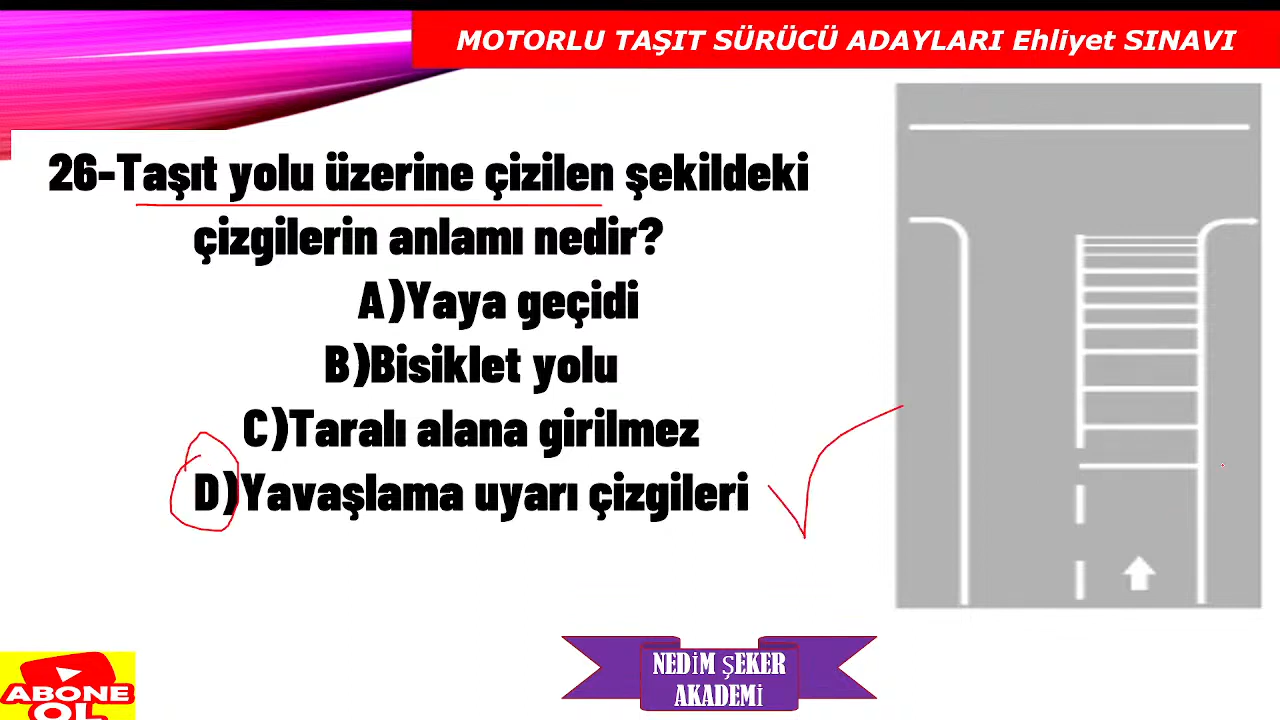 MOTORLU TAŞIT SÜRÜCÜ ADAYLARI Ehliyet SINAVI
26-Taşıt yolu üzerine çizilen şekildeki
çizgilerin anlamı nedir?
A)Yaya geçidi
B)Bisiklet yolu
C)Taralı alana girilmez
D)Yavaşlama uyarı çizgileri
NEDİM ŞEKER
AKADEMİ
ABONE
OL